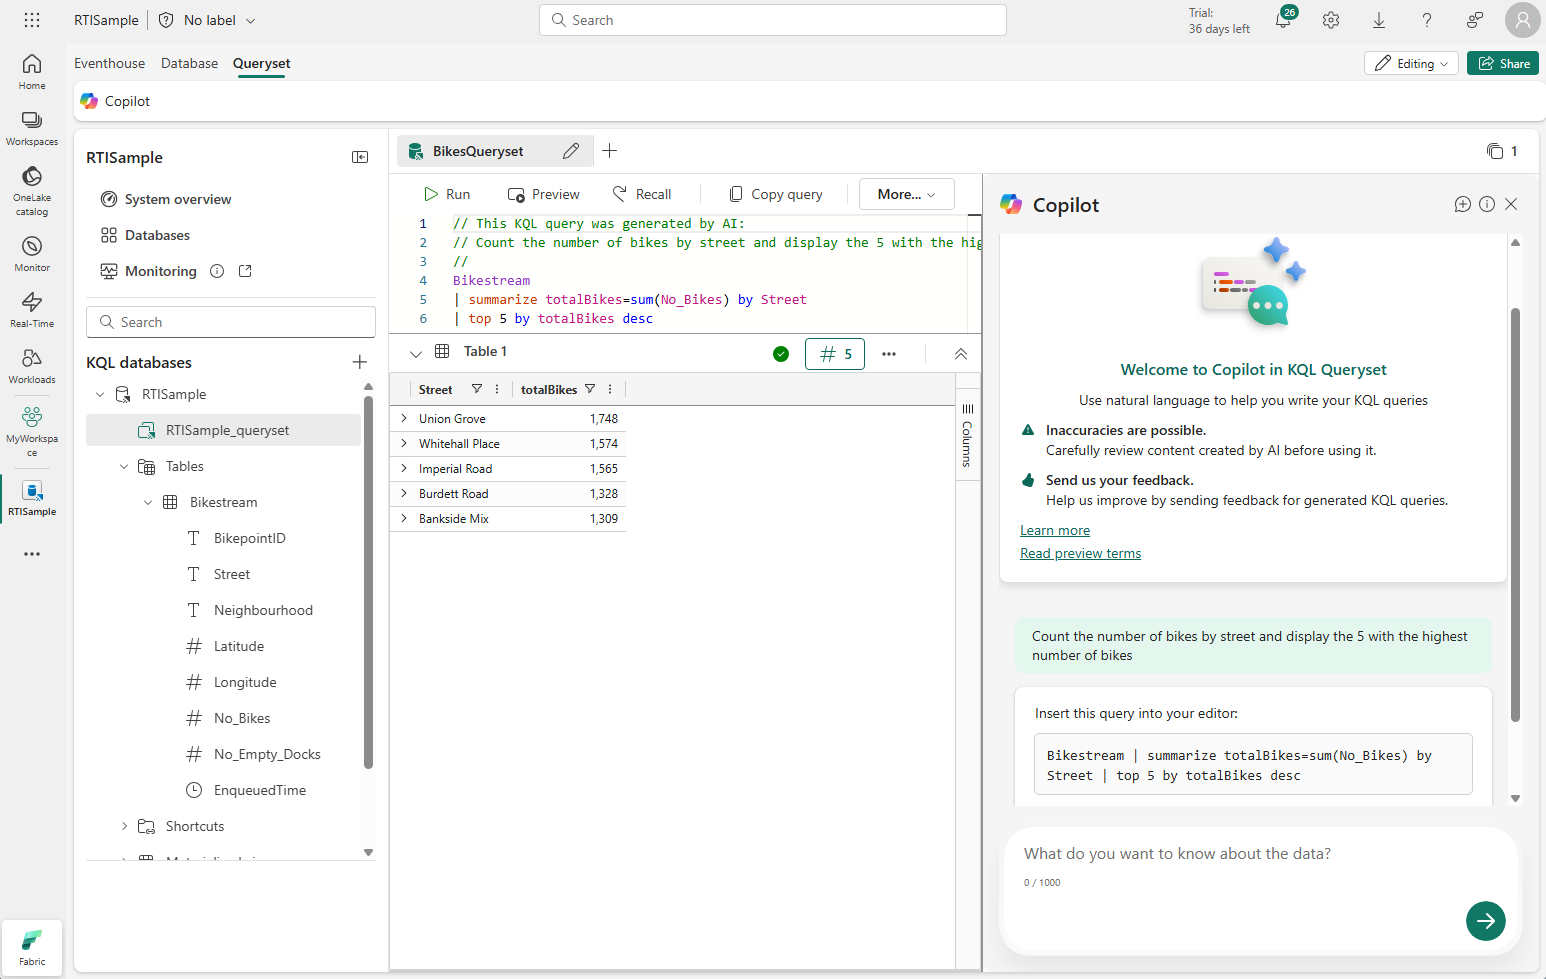 RTISample
No label
Search
Trial:
36 days left
26
Eventhouse
Database
Queryset
Editing
Share
Copilot
Home
Workspaces
OneLake
catalog
Monitor
Real-Time
Workloads
MyWorkspa
ce
RTISample
Fabric
RTISample
System overview
Databases
Monitoring
Search
KQL databases
RTISample
RTISample_queryset
Tables
Bikestream
BikepointID
Street
Neighbourhood
Latitude
Longitude
No_Bikes
No_Empty_Docks
EnqueuedTime
Shortcuts
BikesQueryset
1
Run
Preview
Recall
Copy query
More...
1 // This KQL query was generated by AI:
2 // Count the number of bikes by street and display the 5 with the hig
3 //
4 Bikestream
5 | summarize totalBikes=sum(No_Bikes) by Street
6 | top 5 by totalBikes desc
Table 1
5
Street totalBikes
Union Grove 1,748
Whitehall Place 1,574
Imperial Road 1,565
Burdett Road 1,328
Bankside Mix 1,309
Columns
Copilot
Welcome to Copilot in KQL Queryset
Use natural language to help you write your KQL queries
Inaccuracies are possible.
Carefully review content created by AI before using it.
Send us your feedback.
Help us improve by sending feedback for generated KQL queries.
Learn more
Read preview terms
Count the number of bikes by street and display the 5 with the highest
number of bikes
Insert this query into your editor:
Bikestream | summarize totalBikes=sum(No_Bikes) by
Street | top 5 by totalBikes desc
What do you want to know about the data?
0 / 1000